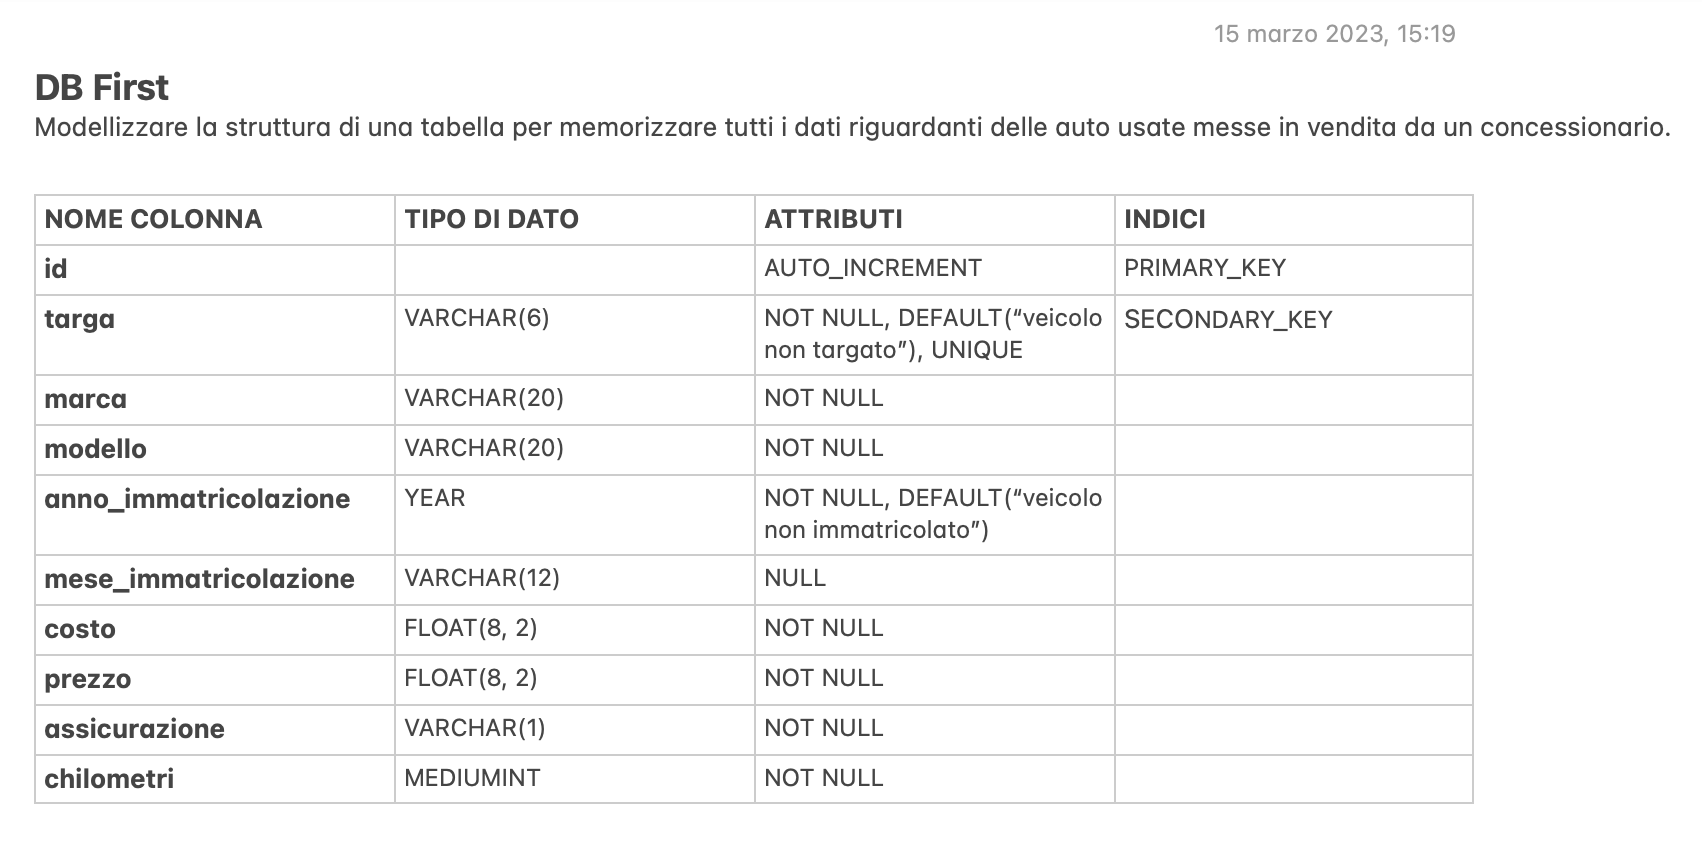 15 marzo 2023, 15:19
DB First
Modellizzare la struttura di una tabella per memorizzare tutti i dati riguardanti delle auto usate messe in vendita da un concessionario.
NOME COLONNA TIPO DI DATO ATTRIBUTI INDICI
id AUTO_INCREMENT PRIMARY_KEY
targa VARCHAR(6) NOT NULL, DEFAULT(“veicolo SECONDARY_KEY
non targato”), UNIQUE
marca VARCHAR(20) NOT NULL
modello VARCHAR(20) NOT NULL
anno_immatricolazione YEAR NOT NULL, DEFAULT(“veicolo
non immatricolato”)
mese_immatricolazione VARCHAR(12) NULL
costo FLOAT(8, 2) NOT NULL
prezzo FLOAT(8, 2) NOT NULL
assicurazione VARCHAR(1) NOT NULL
chilometri MEDIUMINT NOT NULL